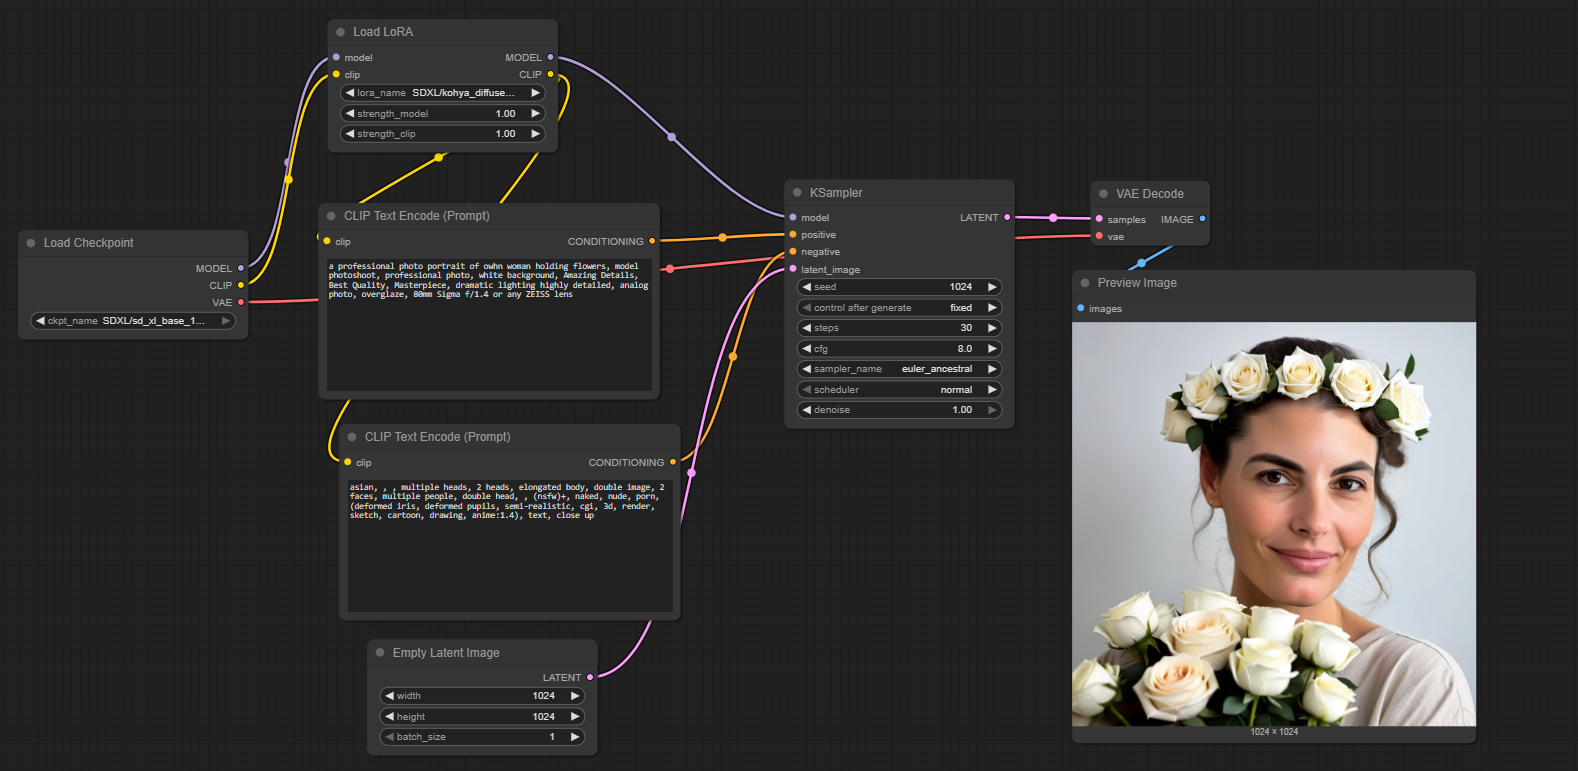 Load LoRA
model MODEL
clip CLIP
lora_name SDXL/kohya_diffuse...
strength_model 1.00
strength_clip 1.00
Load Checkpoint
MODEL
CLIP
VAE
ckpt_name SDXL/sd_xl_base_1...
CLIP Text Encode (Prompt)
clip CONDITIONING
a professional photo portrait of owhn woman holding flowers, model
photoshoot, professional photo, white background, Amazing Details,
Best Quality, Masterpiece, dramatic lighting highly detailed, analog
photo, overglaze, 80mm Sigma f/1.4 or any ZEISS lens
CLIP Text Encode (Prompt)
clip CONDITIONING
asian, , , multiple heads, 2 heads, elongated body, double image, 2
faces, multiple people, double head, , (nsfw)+, naked, nude, porn,
(deformed iris, deformed pupils, semi-realistic, cgi, 3d, render,
sketch, cartoon, drawing, anime:1.4), text, close up
Empty Latent Image
LATENT
width 1024
height 1024
batch_size 1
KSampler
model LATENT
positive
negative
latent_image
seed 1024
control after generate fixed
steps 30
cfg 8.0
sampler_name euler_ancestral
scheduler normal
denoise 1.00
VAE Decode
samples IMAGE
vae
Preview Image
images
1024 × 1024